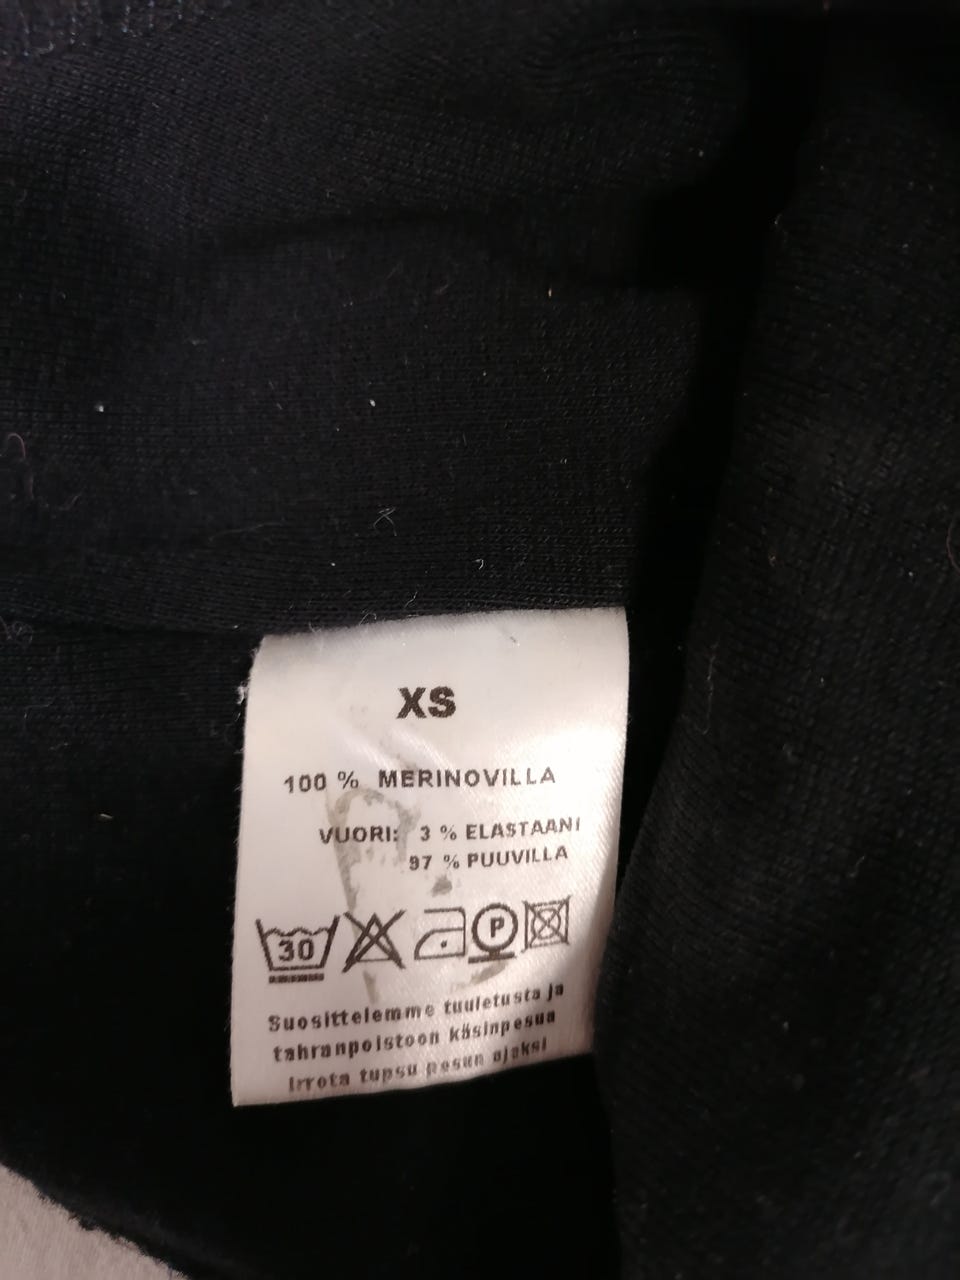 XS
100 % MERINOVILLA
VUORI: 3 % ELASTAANI
97 % PUUVILLA
30 P
Suosittelemme tuuletusta ja
tahranpoistoon käsinpesua
Irrota tupsu pesun ajaksi